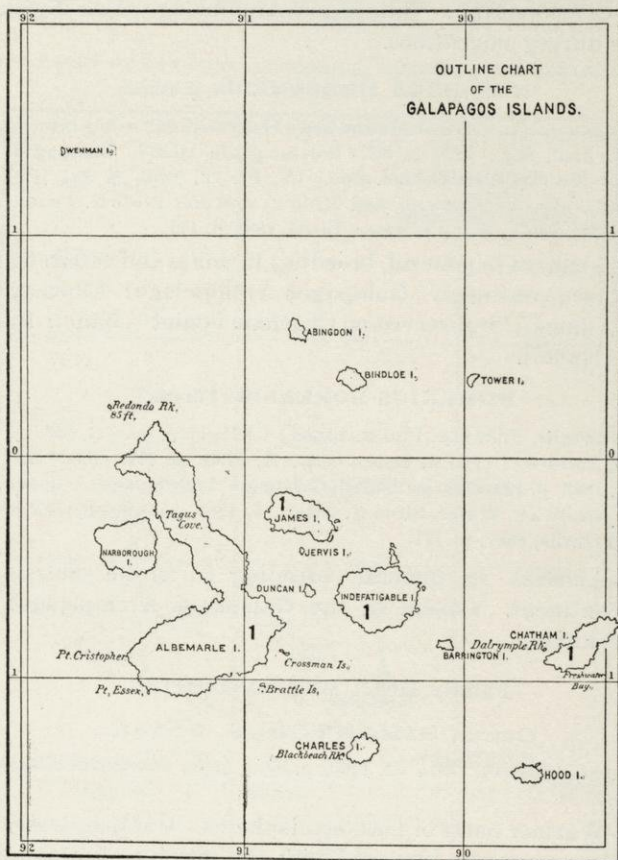 92
91
90
OUTLINE CHART
OF THE
GALAPAGOS ISLANDS.
WENMAN I.
1
1
ABINGDON I.
BINDLOE I.
TOWER I.
Redondo Rk.
85 ft,
0
0
1
JAMES I.
Tagus
Cove.
NARBOROUGH
I.
JERVIS I.
DUNCAN I.
INDEFATIGABLE I.
1
ALBEMARLE I.
1
CHATHAM I.
Dalrymple Rk.
1
BARRINGTON I.
Pt. Cristopher
Crossman Is.
Freshwater
Bay.
1
1
Pt. Essex,
Brattle Is,
CHARLES I.
Blackbeach Rk.
HOOD I.
92
91
90